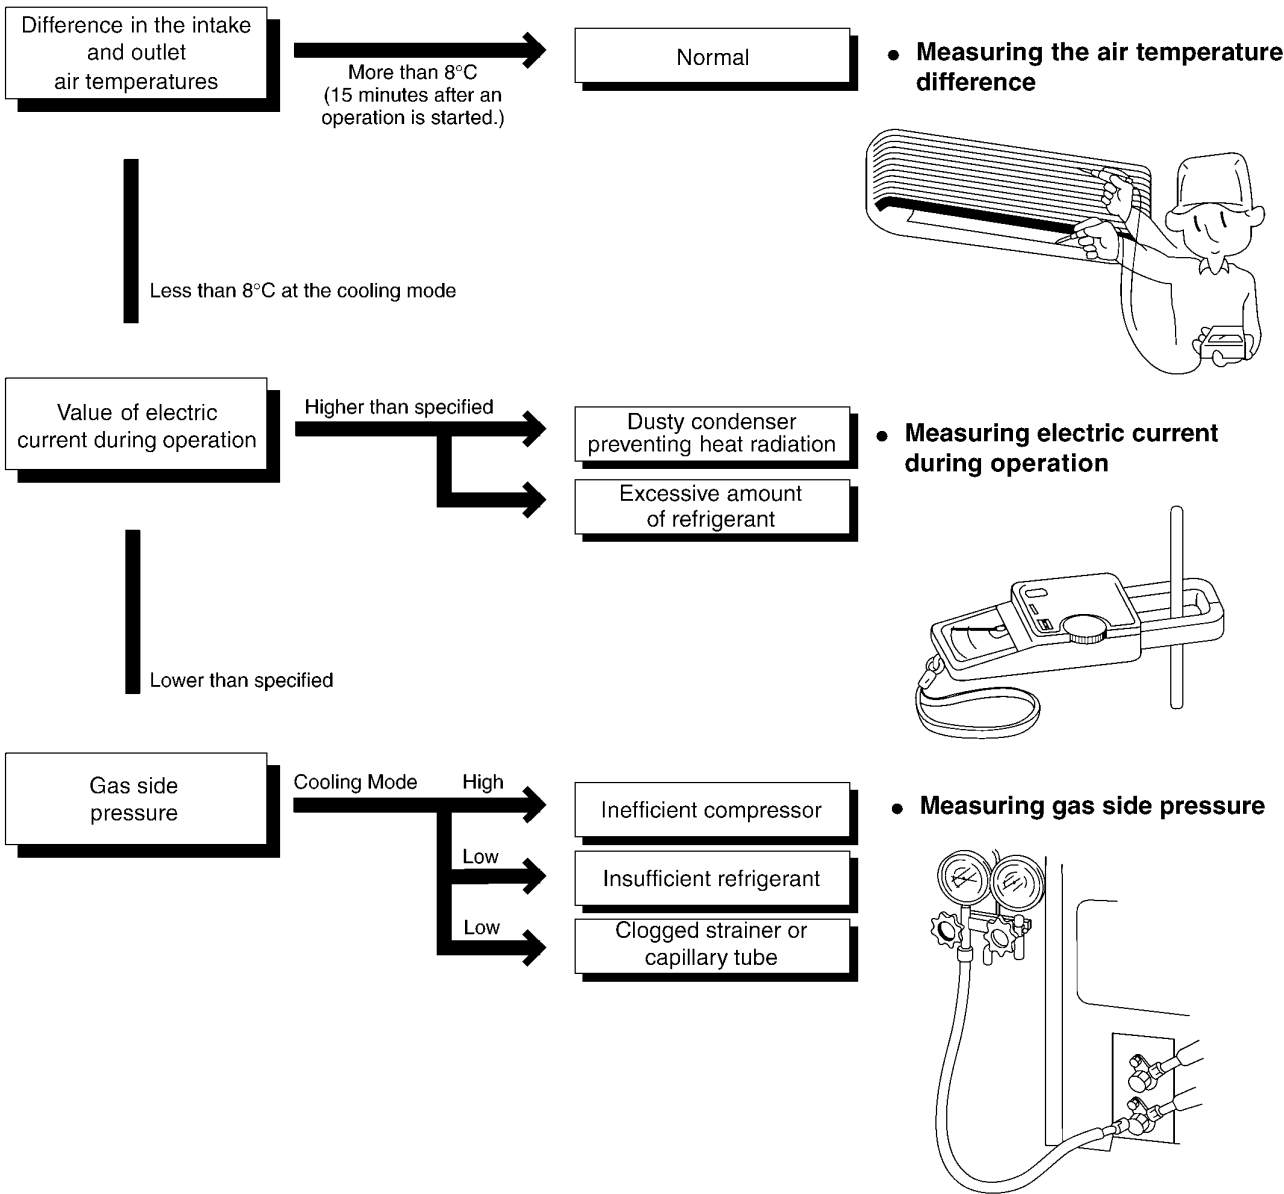 Difference in the intake
and outlet
air temperatures
More than 8°C
(15 minutes after an
operation is started.)
Normal
• Measuring the air temperature
difference
Less than 8°C at the cooling mode
Value of electric
current during operation
Higher than specified
Dusty condenser
preventing heat radiation
Excessive amount
of refrigerant
• Measuring electric current
during operation
Lower than specified
Gas side
pressure
Cooling Mode
High
Inefficient compressor
Low
Insufficient refrigerant
Low
Clogged strainer or
capillary tube
• Measuring gas side pressure